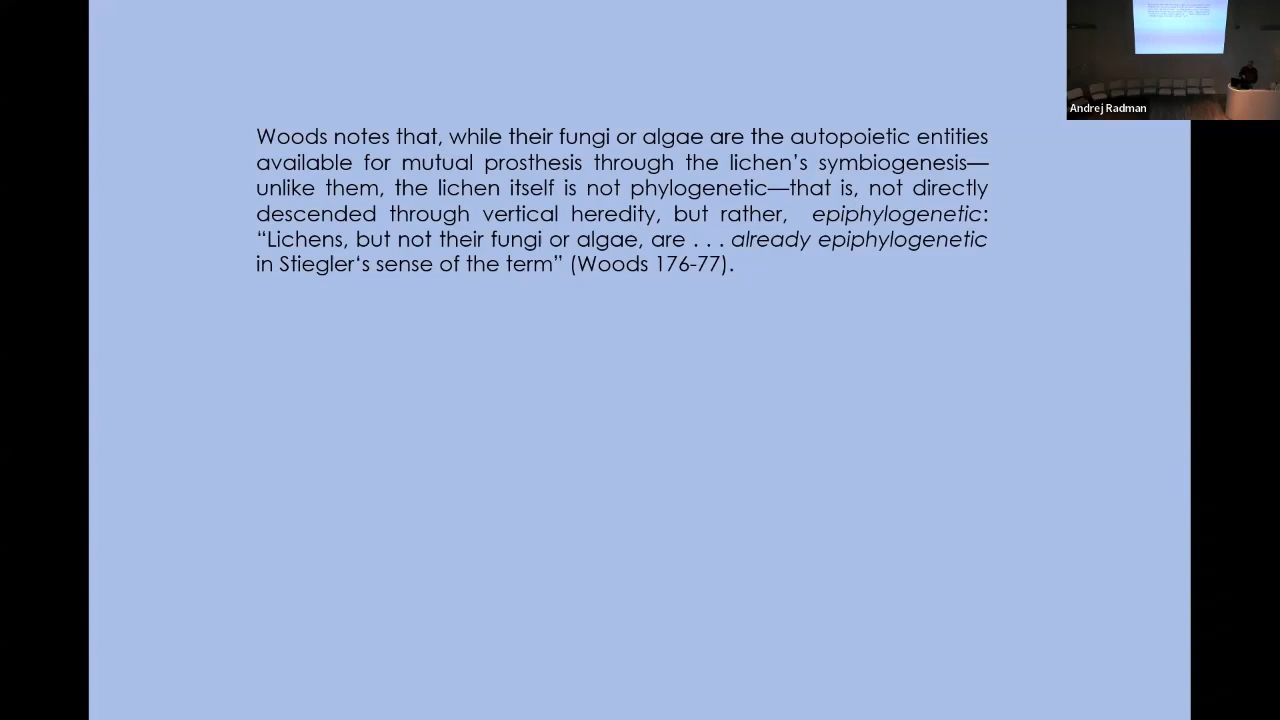 Woods notes that, while their fungi or algae are the autopoietic entities
available for mutual prosthesis through the lichen’s symbiogenesis—
unlike them, the lichen itself is not phylogenetic—that is, not directly
descended through vertical heredity, but rather, epiphylogenetic:
“Lichens, but not their fungi or algae, are . . . already epiphylogenetic
in Stiegler‘s sense of the term” (Woods 176-77).
Andrej Radman